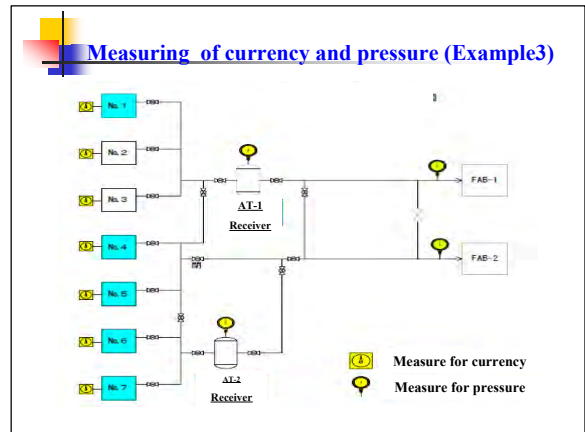 Measuring of currency and pressure (Example3)
No. 1
No. 2
No. 3
No. 4
No. 5
No. 6
No. 7
AT-1
Receiver
AT-2
Receiver
FAB-1
FAB-2
Measure for currency
Measure for pressure